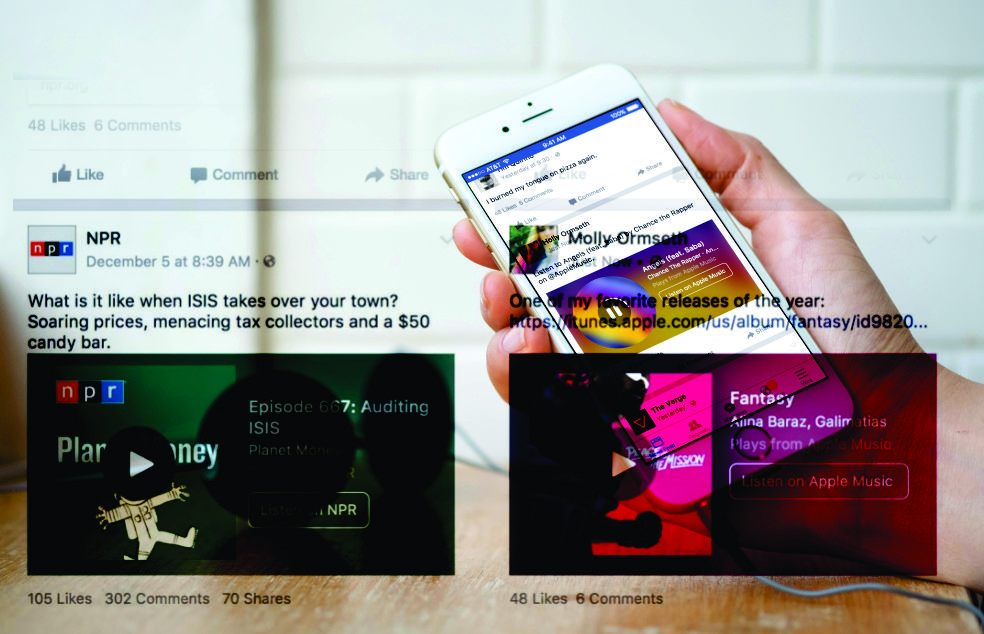 npr.org
48 Likes 6 Comments
Like Comment Share
NPR
December 5 at 8:39 AM
What is it like when ISIS takes over your town?
Soaring prices, menacing tax collectors and a $50
candy bar.
npr
Episode 667: Auditing
ISIS
Planet Money
Planet Money
Listen on NPR
105 Likes 302 Comments 70 Shares
AT&T 9:41 AM 100%
Yesterday at 9:30
I burned my tongue on pizza again.
48 Likes 6 Comments
Like Comment Share
Molly Ormseth
Listen to Angels (feat. Saba) by Chance The Rapper
on @AppleMusic.
Angels (feat. Saba)
Chance The Rapper - An...
Plays from Apple Music
Listen on Apple Music
Share
The Verge
Yesterday
Molly Ormseth
Just Now
One of my favorite releases of the year:
https://itunes.apple.com/us/album/fantasy/id9820...
Fantasy
Alina Baraz, Galimatias
Plays from Apple Music
Listen on Apple Music
48 Likes 6 Comments